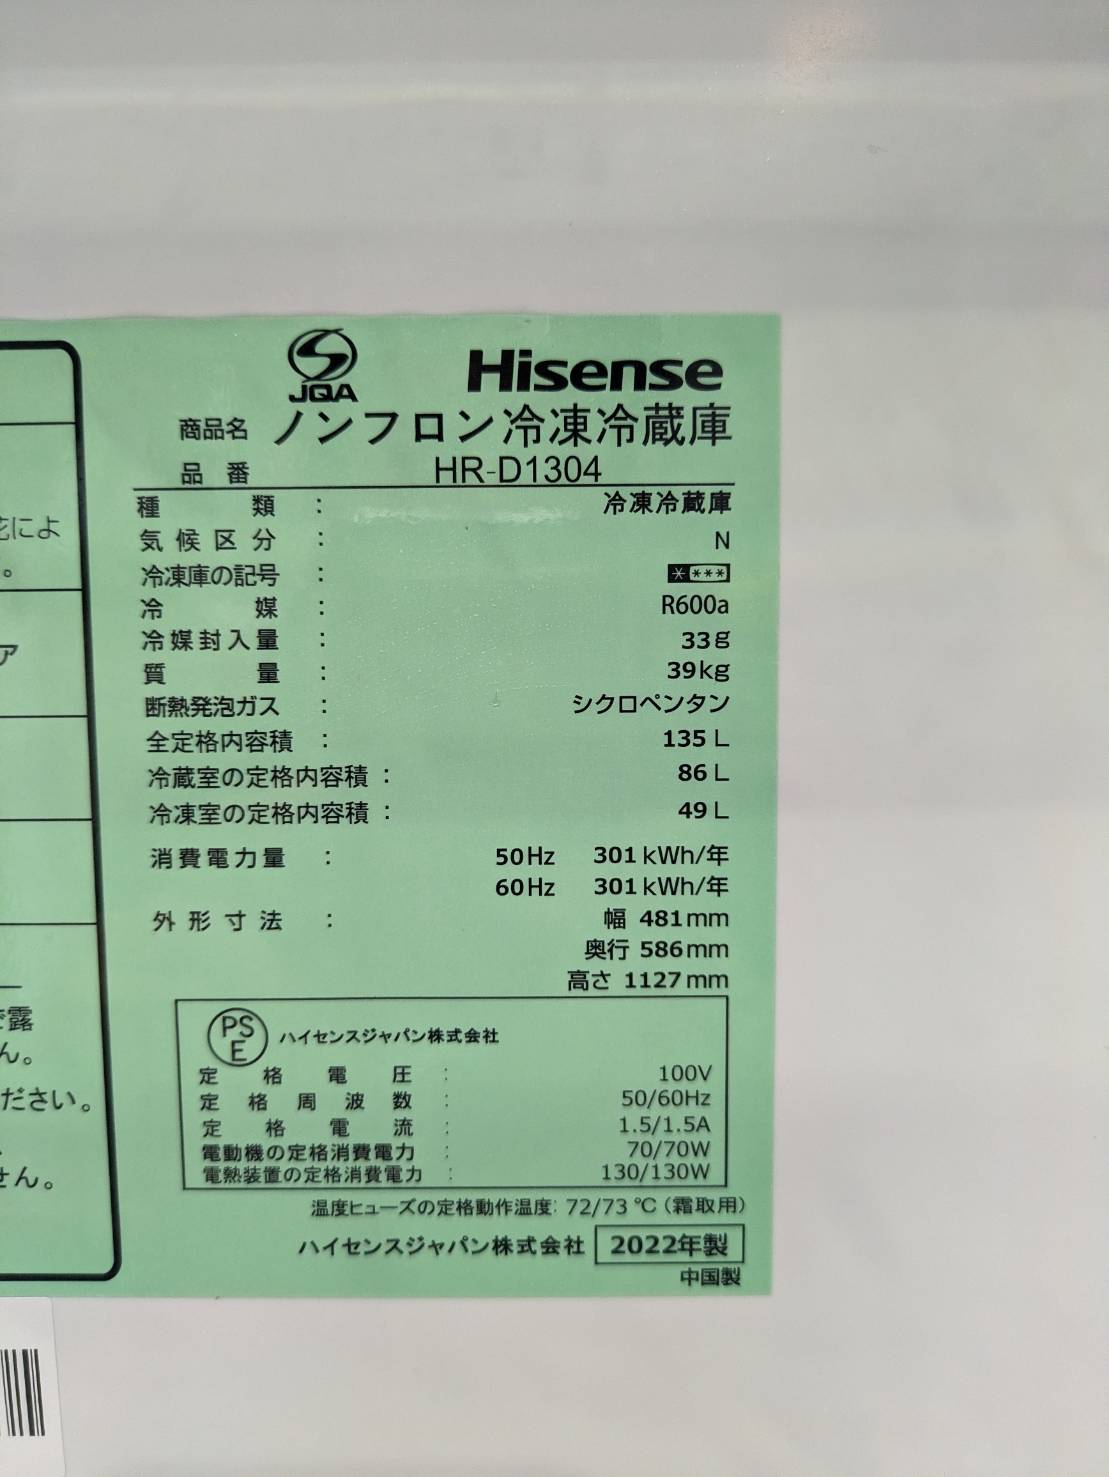 JQA
Hisense
商品名 ノンフロン冷凍冷蔵庫
品番 HR-D1304
種類 : 冷凍冷蔵庫
気候区分 : N
冷凍庫の記号 : * ***
冷媒 : R600a
冷媒封入量 : 33g
質量 : 39kg
断熱発泡ガス : シクロペンタン
全定格内容積 : 135 L
冷蔵室の定格内容積 : 86 L
冷凍室の定格内容積 : 49 L
消費電力量 : 50Hz 301 kWh/年
60Hz 301 kWh/年
外形寸法 : 幅 481mm
奥行 586mm
高さ 1127mm
PSE ハイセンスジャパン株式会社
定格電圧 : 100V
定格周波数 : 50/60Hz
定格電流 : 1.5/1.5A
電動機の定格消費電力 : 70/70W
電熱装置の定格消費電力 : 130/130W
温度ヒューズの定格動作温度: 72/73 ℃(霜取用)
ハイセンスジャパン株式会社 2022年製
中国製
によ
。
ア
露
ん。
ださい。
せん。